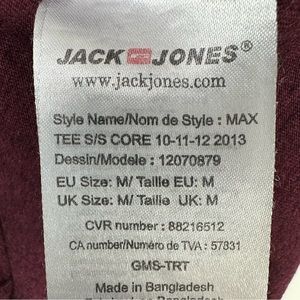 JACK JONES®
www.jackjones.com
Style Name/Nom de Style : MAX
TEE S/S CORE 10-11-12 2013
Dessin/Modele : 12070879
EU Size: M/ Taille EU: M
UK Size: M/ Taille UK: M
CVR number : 88216512
CA number/Numéro de TVA : 57831
GMS-TRT
Made in Bangladesh